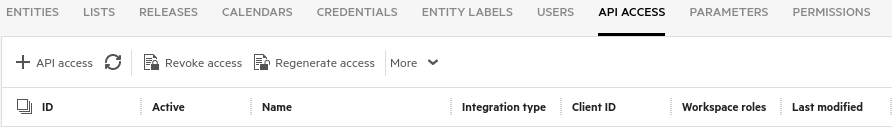 ENTITIES LISTS RELEASES CALENDARS CREDENTIALS ENTITY LABELS USERS API ACCESS PARAMETERS PERMISSIONS
API access Revoke access Regenerate access More
ID Active Name Integration type Client ID Workspace roles Last modified